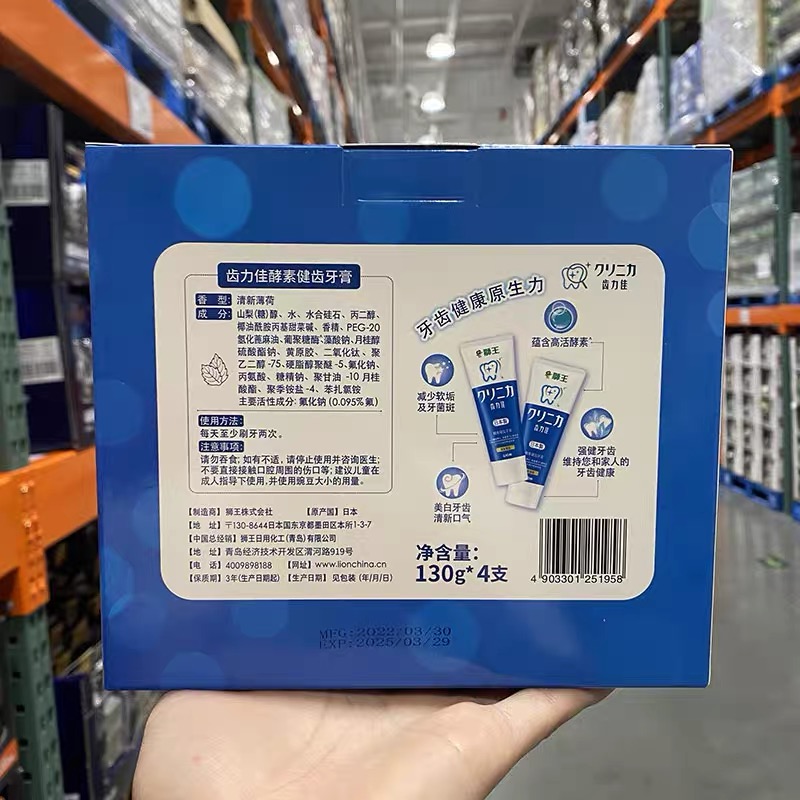 齿力佳酵素健齿牙膏
香 型: 清新薄荷
成 分: 山梨(糖)醇、水、水合硅石、丙二醇、
椰油酰胺丙基甜菜碱、香精、PEG-20
氢化蓖麻油、葡聚糖酶*、藻酸钠、月桂醇
硫酸酯钠、黄原胶、二氧化钛、聚
乙二醇-75、硬脂醇聚醚-5、氟化钠、
丙氨酸、糖精钠、聚甘油-10月桂
酸酯、聚季铵盐-4、苯扎氯铵
主要活性成分: 氟化钠(0.095%氟)
使用方法:
每天至少刷牙两次。
注意事项:
请勿吞食; 如有不适, 请停止使用并咨询医生;
不要直接接触口腔周围的伤口等; 建议儿童在
成人指导下使用, 并使用豌豆大小的用量。
【制造商】狮王株式会社 【原产国】日本
【地 址】〒130-8644日本国东京都墨田区本所1-3-7
【中国总经销】狮王日用化工(青岛)有限公司
【地 址】青岛经济技术开发区渭河路919号
【电 话】4009898188 【网址】www.lionchina.cn
【保质期】3年(生产日期起) 【生产日期】见包装(年/月/日)
クリニカ
齿力佳
牙齿健康原生力
蕴含高活酵素*
减少软垢
及牙菌斑
狮王
クリニカ
齿力佳
日本製
狮王
クリニカ
齿力佳
日本製
强健牙齿
维持您和家人的
牙齿健康
美白牙齿
清新口气
净含量:
130g*4支
4 903301 251958
MFG:2022/03/30
EXP:2025/03/29